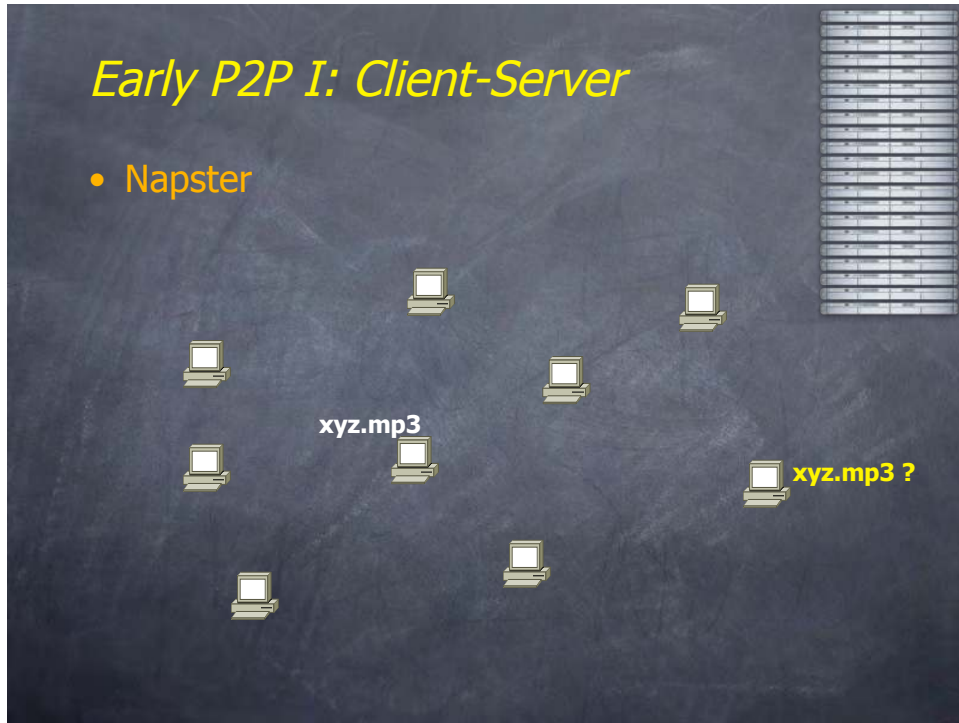 Early P2P I: Client-Server
• Napster
xyz.mp3
xyz.mp3 ?